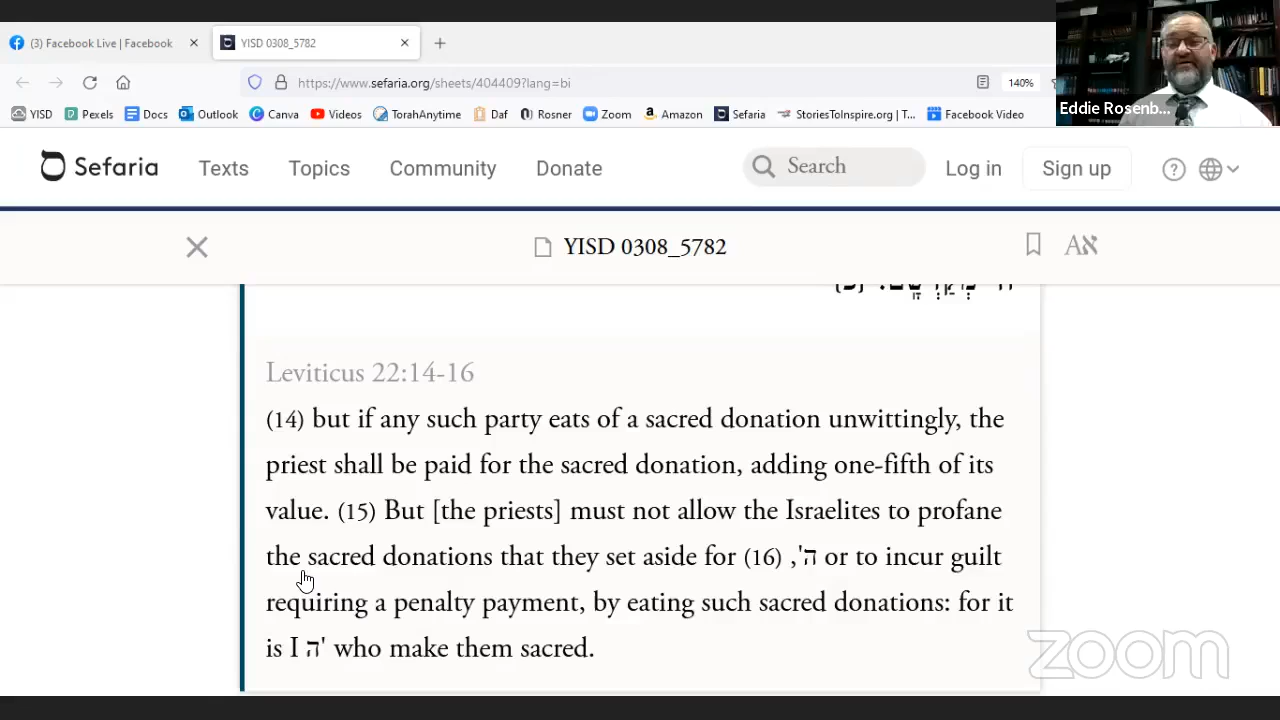 (3) Facebook Live | Facebook
YISD 0308_5782
https://www.sefaria.org/sheets/404409?lang=bi
140%
Eddie Rosenb...
YISD Pexels Docs Outlook Canva Videos TorahAnytime Daf Rosner Zoom Amazon Sefaria StoriesToInspire.org | T... Facebook Video
Sefaria Texts Topics Community Donate Search Log in Sign up
YISD 0308_5782
Aא
Leviticus 22:14-16
(14) but if any such party eats of a sacred donation unwittingly, the
priest shall be paid for the sacred donation, adding one-fifth of its
value. (15) But [the priests] must not allow the Israelites to profane
the sacred donations that they set aside for ה', (16) or to incur guilt
requiring a penalty payment, by eating such sacred donations: for it
is I ה' who make them sacred.
zoom